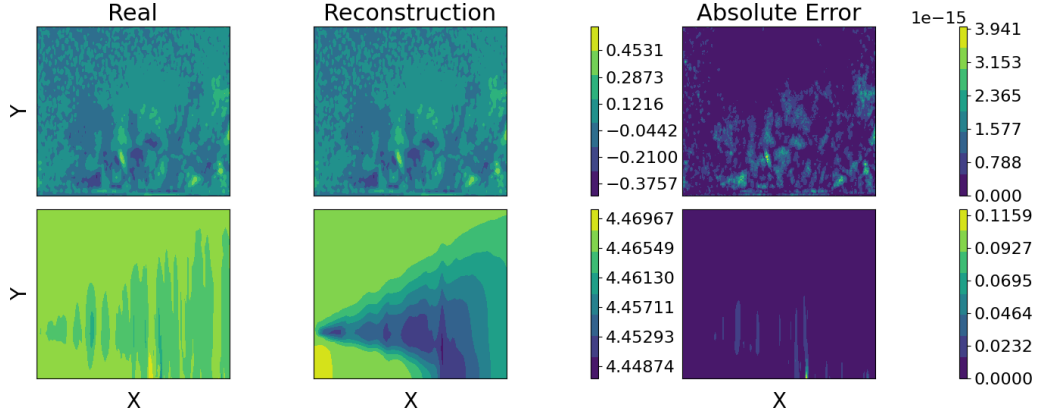 Real
Reconstruction
Absolute Error
1e−15
Y
0.4531
0.2873
0.1216
−0.0442
−0.2100
−0.3757
3.941
3.153
2.365
1.577
0.788
0.000
Y
4.46967
4.46549
4.46130
4.45711
4.45293
4.44874
0.1159
0.0927
0.0695
0.0464
0.0232
0.0000
X
X
X